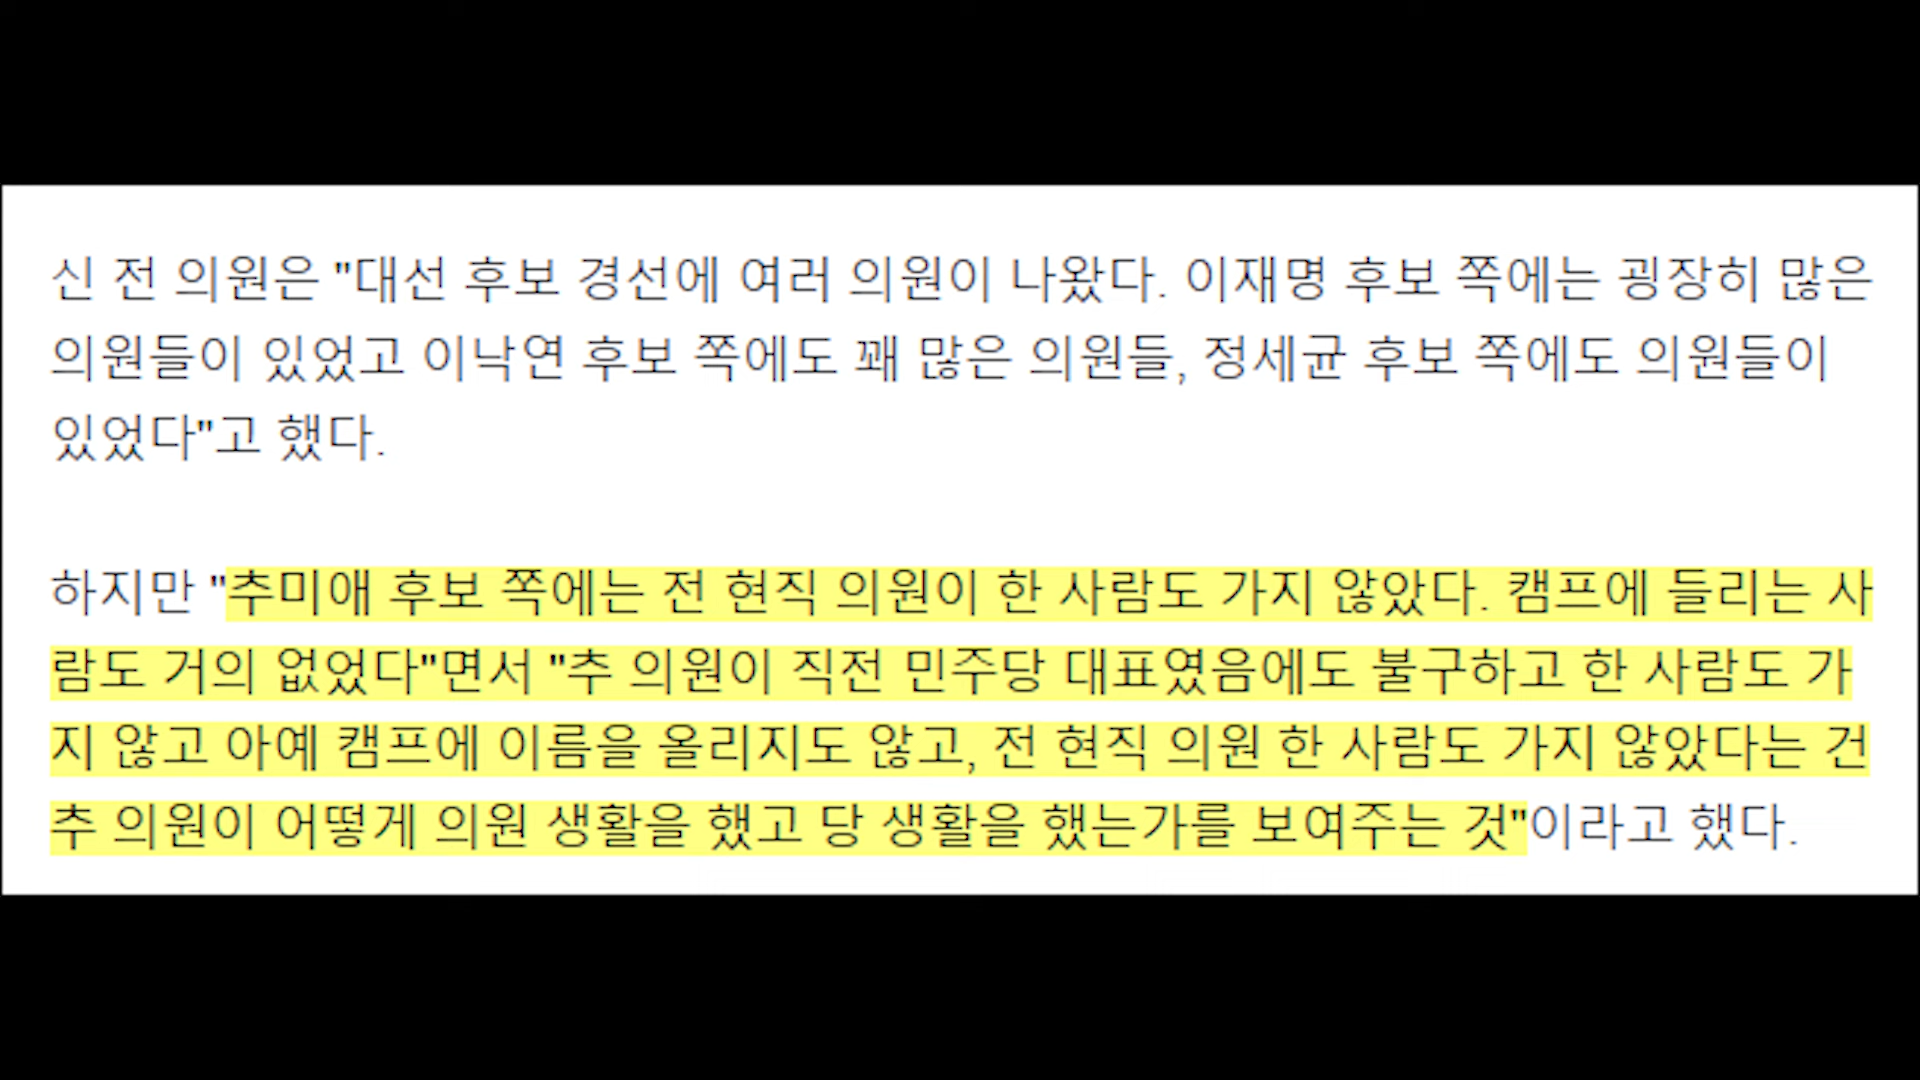 신 전 의원은 "대선 후보 경선에 여러 의원이 나왔다. 이재명 후보 쪽에는 굉장히 많은
의원들이 있었고 이낙연 후보 쪽에도 꽤 많은 의원들, 정세균 후보 쪽에도 의원들이
있었다"고 했다.
하지만 "추미애 후보 쪽에는 전 현직 의원이 한 사람도 가지 않았다. 캠프에 들리는 사
람도 거의 없었다"면서 "추 의원이 직전 민주당 대표였음에도 불구하고 한 사람도 가
지 않고 아예 캠프에 이름을 올리지도 않고, 전 현직 의원 한 사람도 가지 않았다는 건
추 의원이 어떻게 의원 생활을 했고 당 생활을 했는가를 보여주는 것"이라고 했다.